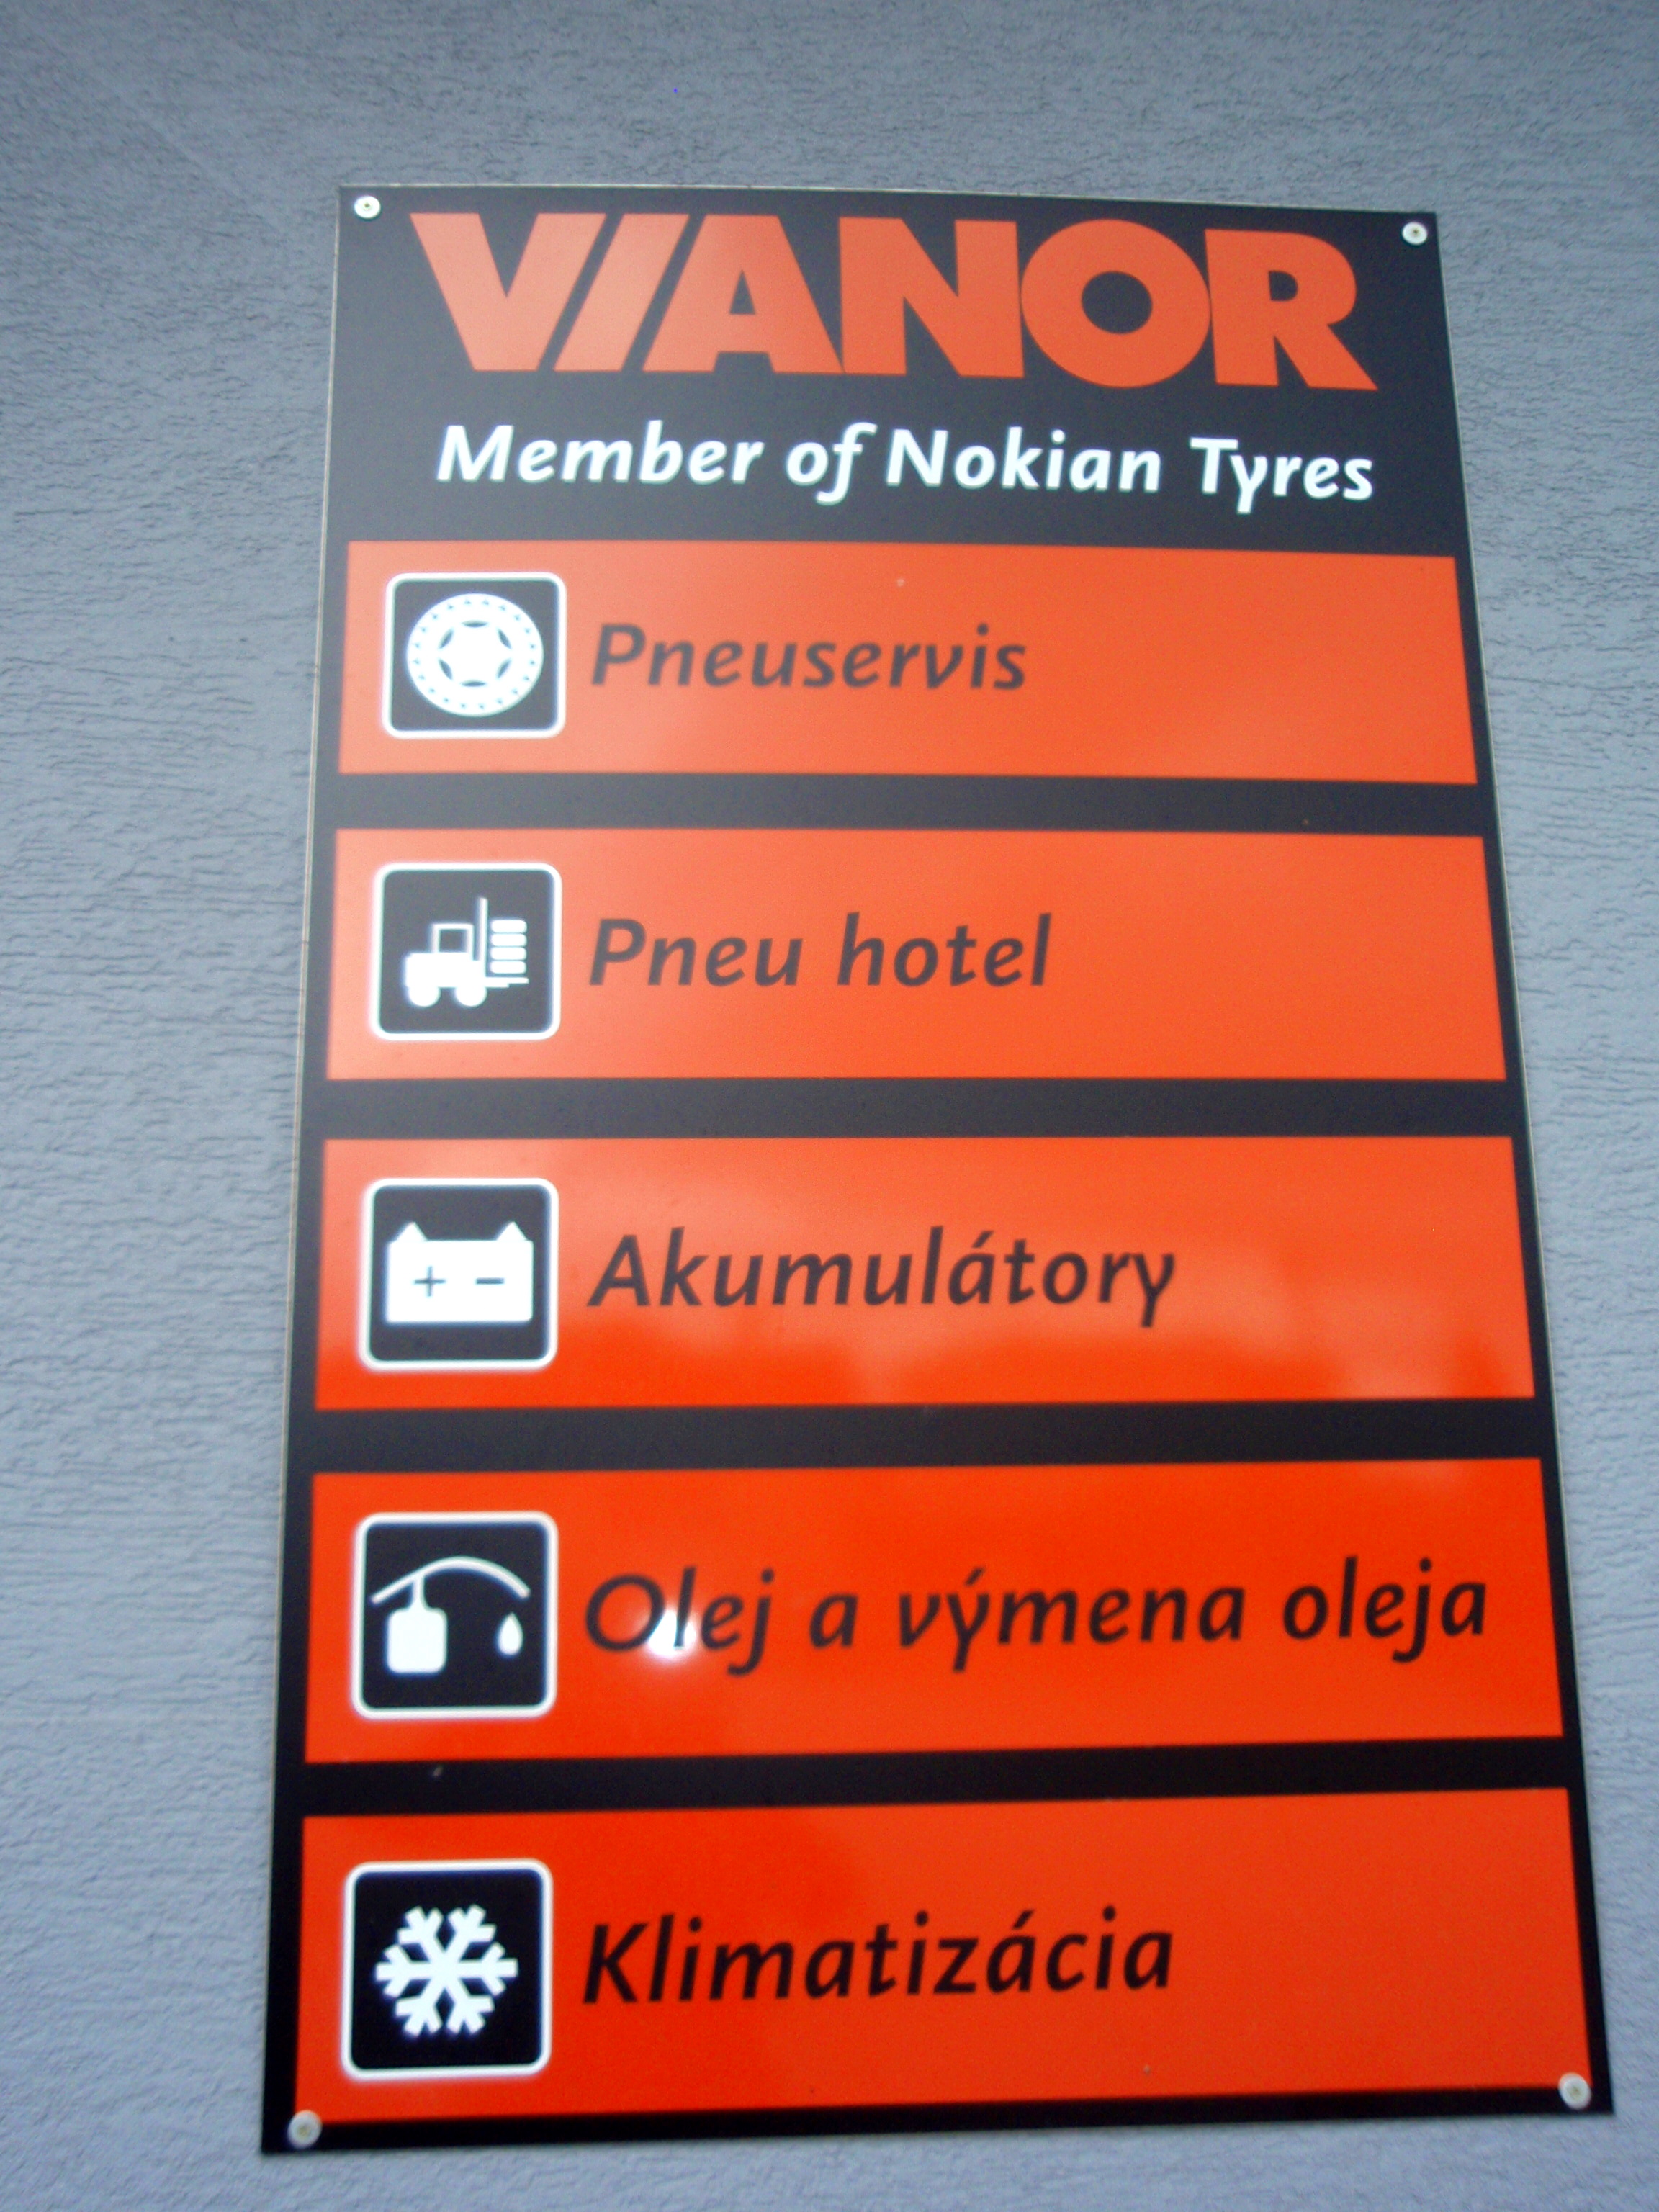 VIANOR
Member of Nokian Tyres
Pneuservis
Pneu hotel
+ -
Akumulátory
Olej a výmena oleja
Klimatizácia